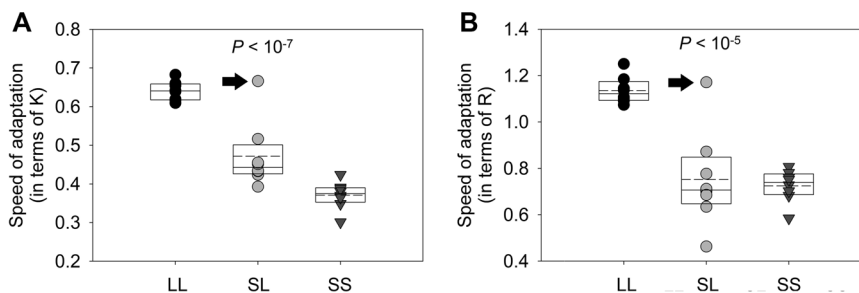 A
P < 10-7
Speed of adaptation
(in terms of K)
0.8
0.7
0.6
0.5
0.4
0.3
0.2
LL SL SS
B
P < 10-5
Speed of adaptation
(in terms of R)
1.4
1.2
1.0
0.8
0.6
0.4
LL SL SS